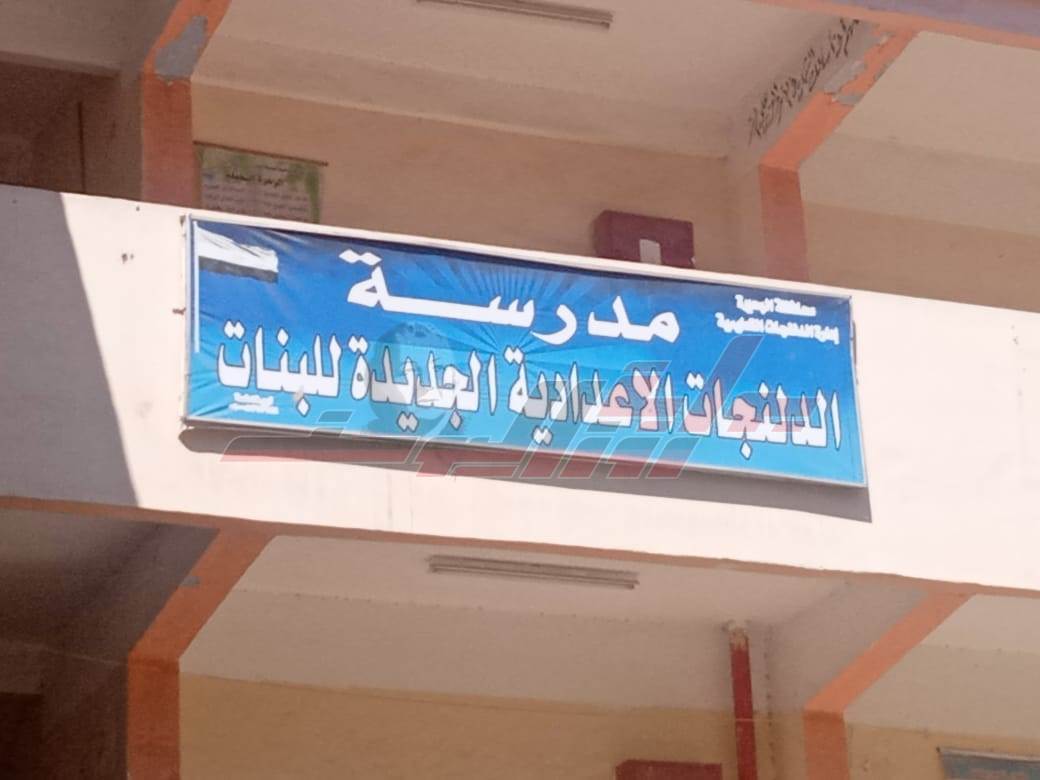 محافظة البحيرة
إدارة الدلنجات التعليمية
مدرسة
الدلنجات الاعدادية الجديدة للبنات